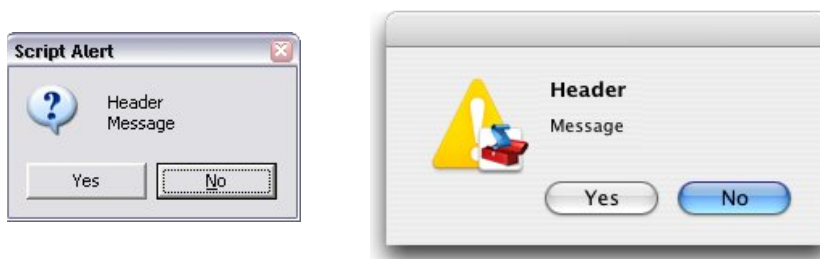 Script Alert
Header
Message
Yes No
Header
Message
Yes No